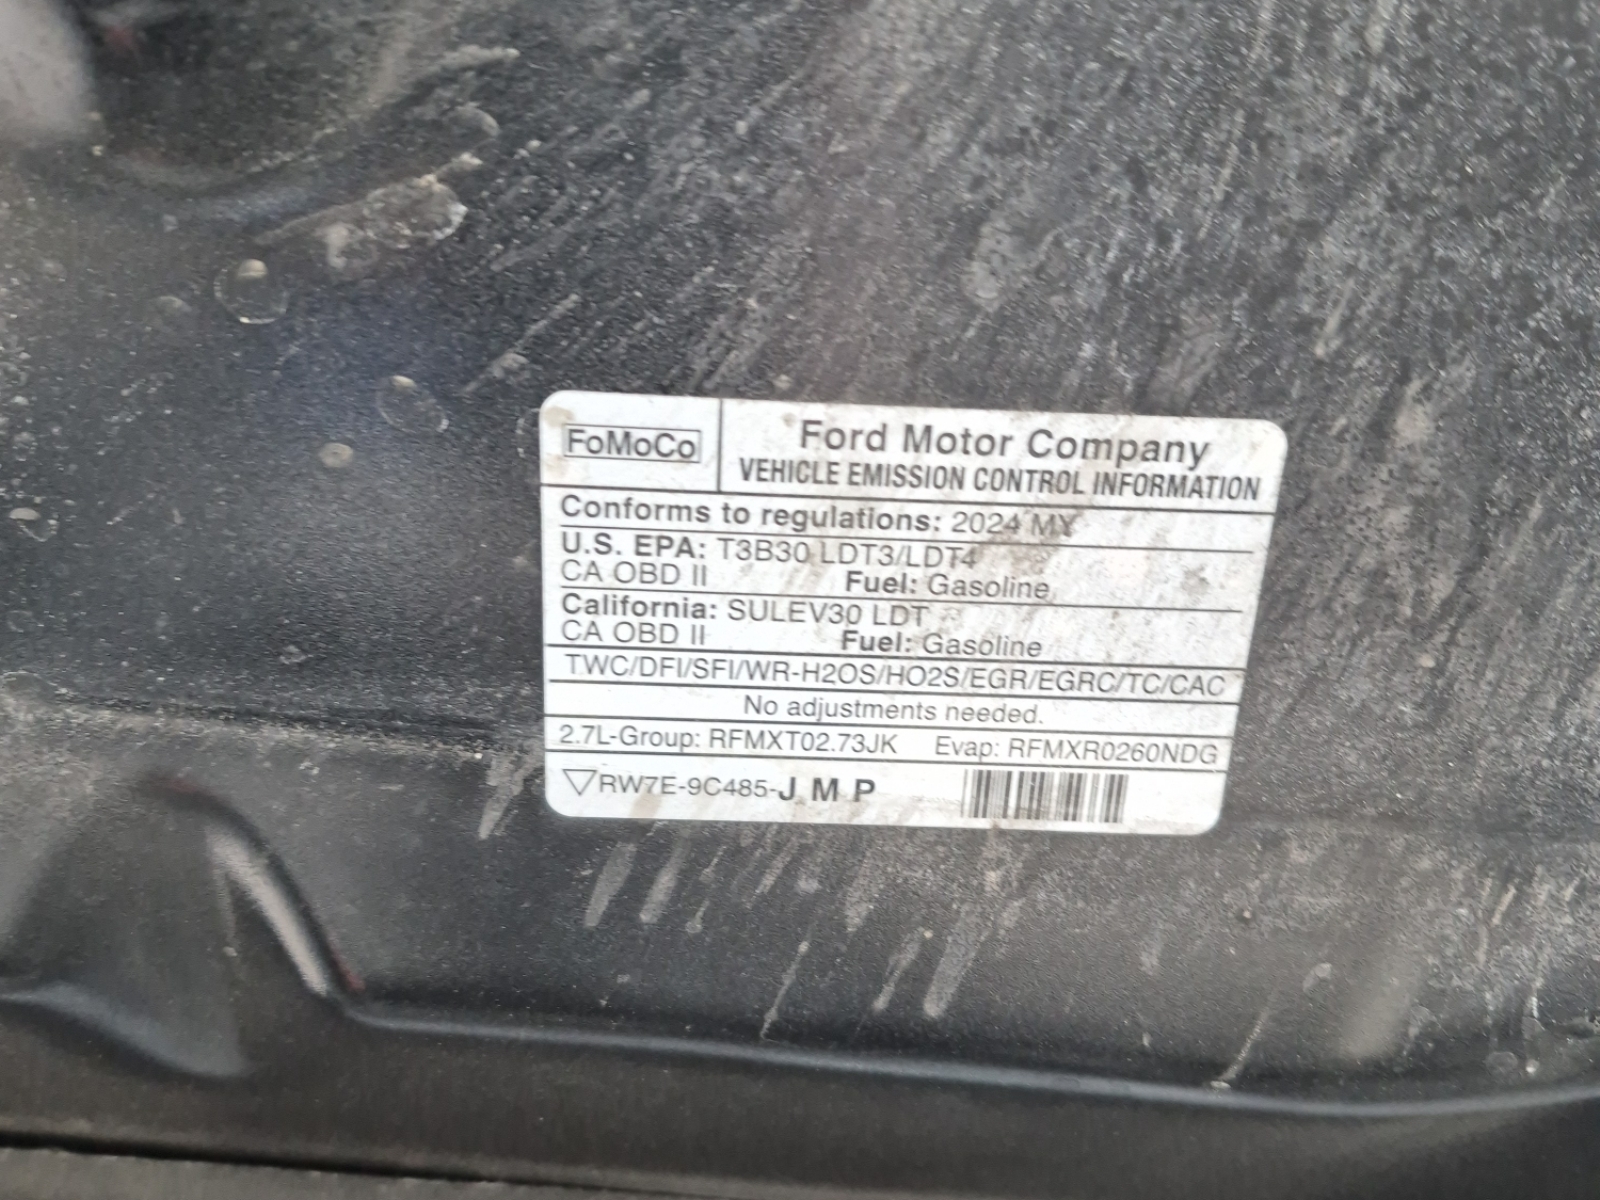 FoMoCo
Ford Motor Company
VEHICLE EMISSION CONTROL INFORMATION
Conforms to regulations: 2024 MY
U.S. EPA: T3B30 LDT3/LDT4
CA OBD II Fuel: Gasoline
California: SULEV30 LDT
CA OBD II Fuel: Gasoline
TWC/DFI/SFI/WR-H2OS/HO2S/EGR/EGRC/TC/CAC
No adjustments needed.
2.7L-Group: RFMXT02.73JK Evap: RFMXR0260NDG
▽RW7E-9C485-J M P